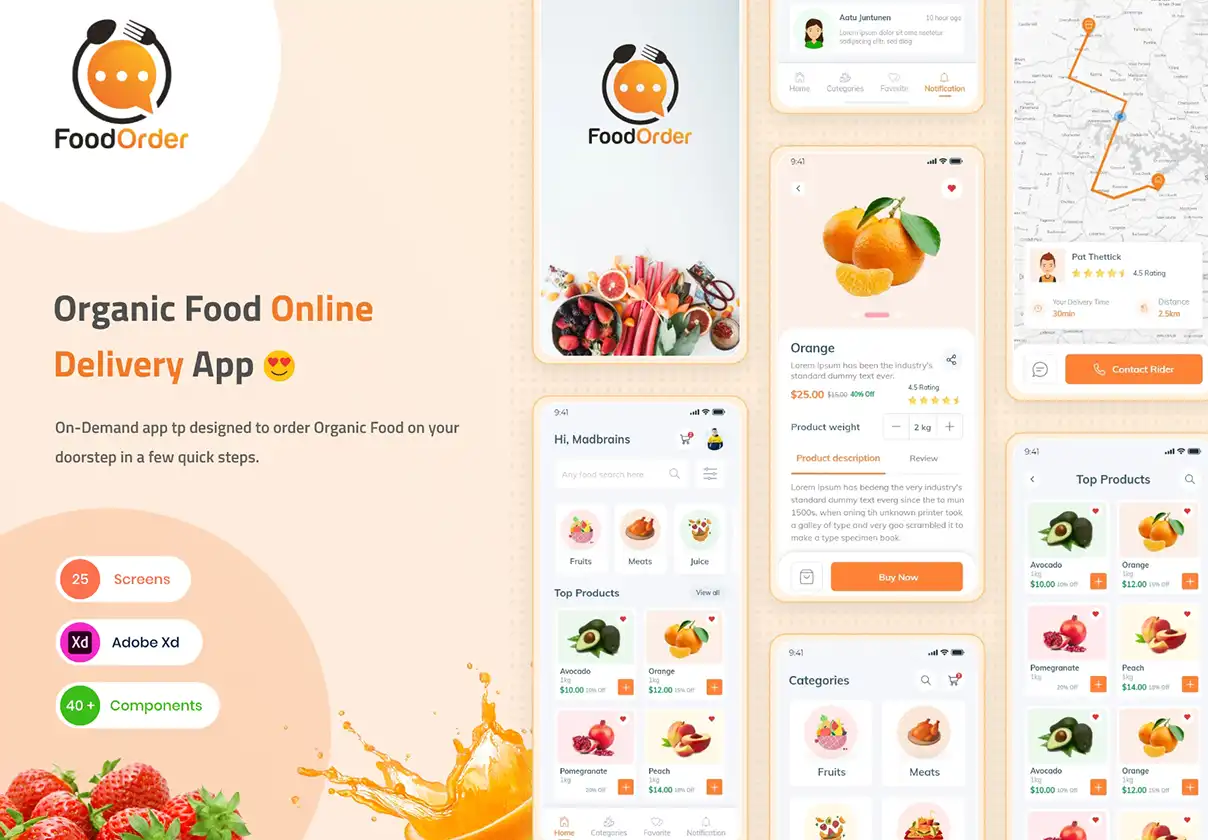 FoodOrder
Organic Food Online
Delivery App
On-Demand app tp designed to order Organic Food on your
doorstep in a few quick steps.
25 Screens
Xd Adobe Xd
40 + Components
FoodOrder
9:41
Hi, Madbrains
Any food search here
Fruits Meats Juice
Top Products View all
Avocado Orange
1kg 1kg
$10.00 10% Off $12.00 15% Off
Pomegranate Peach
1kg 1kg
20% Off $14.00 18% Off
Home Categories Favorite Notification
Aatu Juntunen 10 hour ago
Lorem ipsum dolor sit
Home Categories Favorite Notification
9:41
Orange
Lorem Ipsum has been the industry's
standard dummy text ever.
4.5 Rating
$25.00 $15.00 40% Off
Product weight 2 kg
Product description Review
Lorem Ipsum has bedeng the very industry's
standard dummy text everg since the to mun
1500s, when aning tih unknown printer took
a galley of type and very goo scrambled it to
make a type specimen book.
Buy Now
9:41
Categories
Fruits Meats
Pat Thettick
4.5 Rating
Your Delivery Time Distance
30min 2.5km
Contact Rider
9:41
Top Products
Avocado Orange
1kg 1kg
$10.00 10% Off $12.00 15% Off
Pomegranate Peach
1kg 1kg
20% Off $14.00 18% Off
Avocado Orange
1kg 1kg
$10.00 10% Off $12.00 15% Off